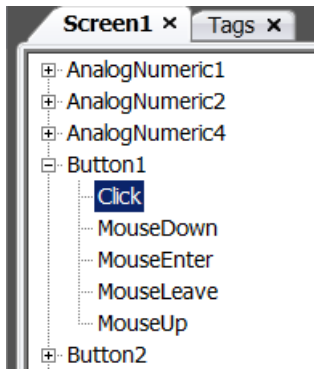 Screen1 × Tags ×
AnalogNumeric1
AnalogNumeric2
AnalogNumeric4
Button1
Click
MouseDown
MouseEnter
MouseLeave
MouseUp
Button2